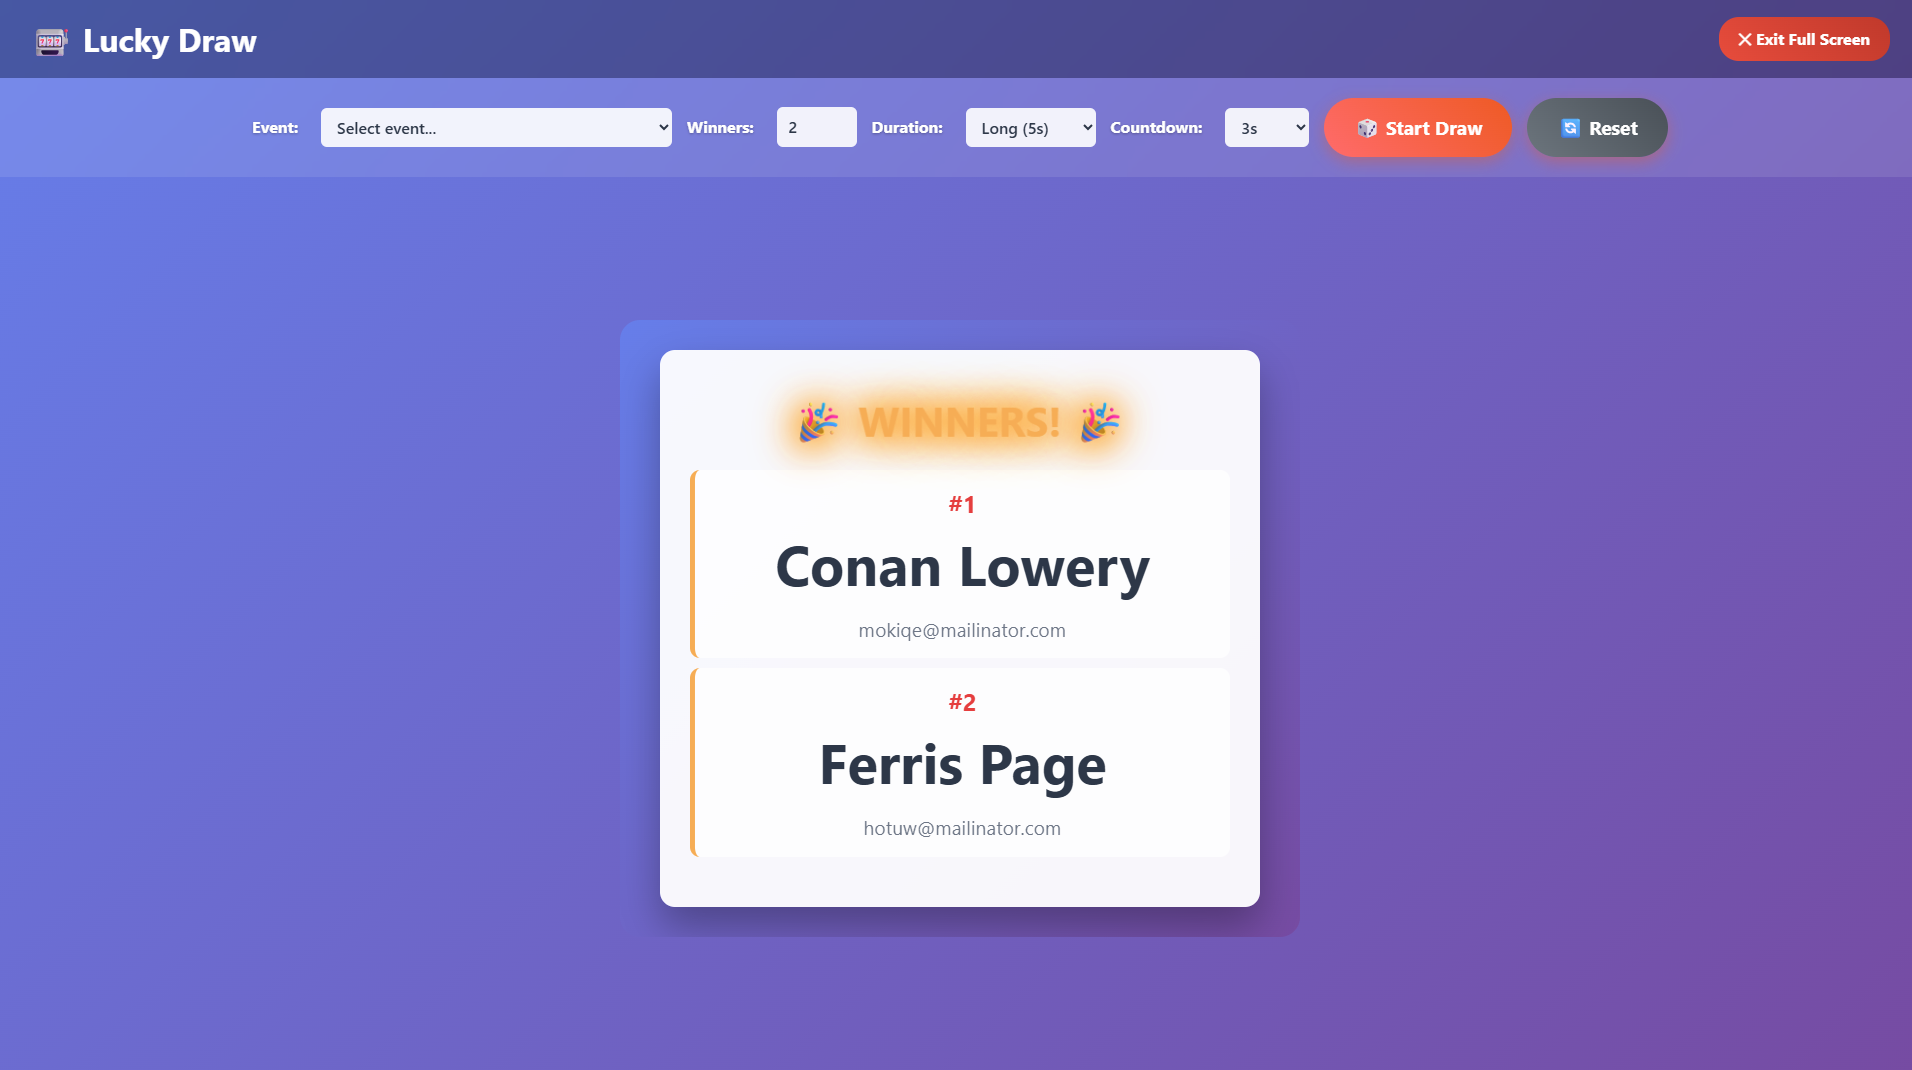 Lucky Draw
✕ Exit Full Screen
Event: Select event... Winners: 2 Duration: Long (5s) Countdown: 3s Start Draw Reset
WINNERS!
#1
Conan Lowery
mokiqe@mailinator.com
#2
Ferris Page
hotuw@mailinator.com